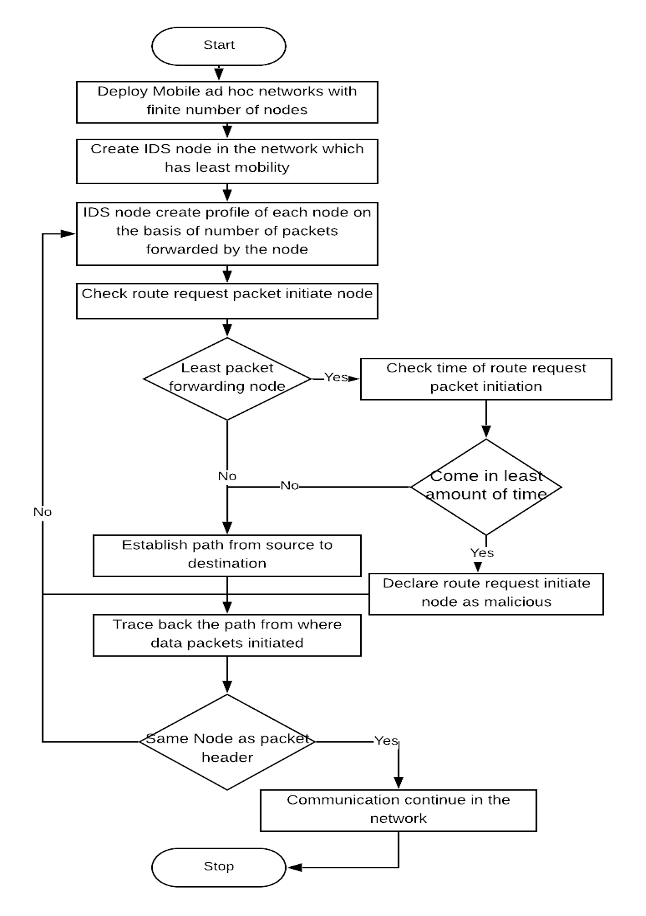 Start
Deploy Mobile ad hoc networks with
finite number of nodes
Create IDS node in the network which
has least mobility
IDS node create profile of each node on
the basis of number of packets
forwarded by the node
Check route request packet initiate node
Least packet
forwarding node
Yes
Check time of route request
packet initiation
Come in least
amount of time
No
No
No
Yes
Establish path from source to
destination
Declare route request initiate
node as malicious
Trace back the path from where
data packets initiated
Same Node as packet
header
Yes
Communication continue in the
network
Stop